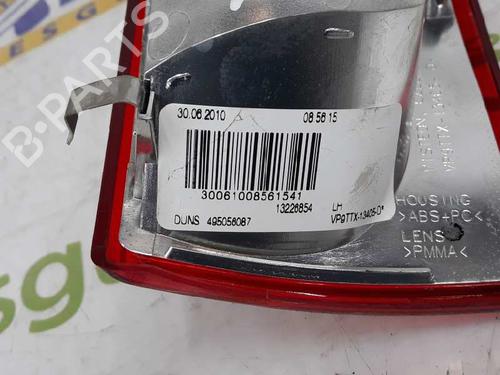 B-PARTS
30.06.2010 08 56 15
30061008561541
13226854
DUNS 495056087
LH
VP9TTX-13405-D
HOUSING
>ABS+PC<
LENS
>PMMA<